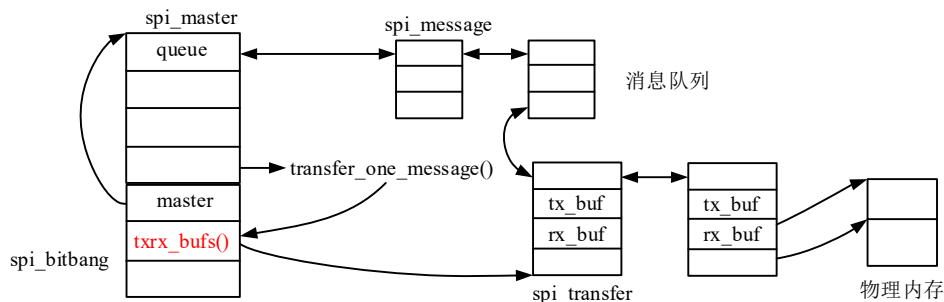 spi_master
spi_message
queue
消息队列
transfer_one_message()
master
tx_buf
tx_buf
txrx_bufs()
rx_buf
rx_buf
spi_bitbang
spi_transfer
物理内存